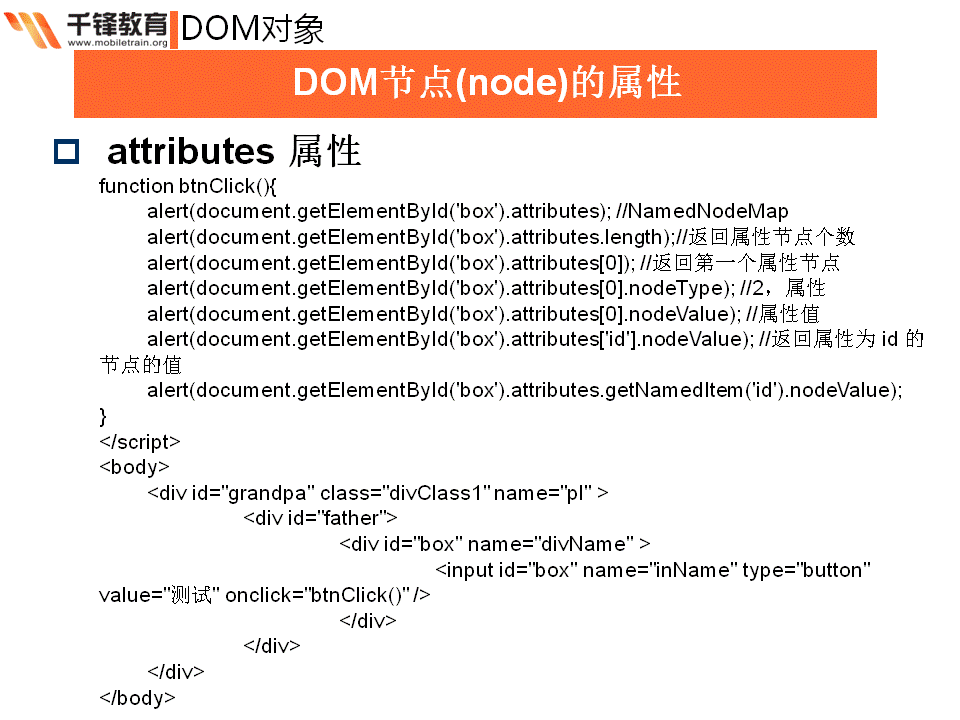 千锋教育
www.mobiletrain.org
DOM对象
DOM节点(node)的属性
attributes 属性
function btnClick(){
alert(document.getElementById('box').attributes); //NamedNodeMap
alert(document.getElementById('box').attributes.length);//返回属性节点个数
alert(document.getElementById('box').attributes[0]); //返回第一个属性节点
alert(document.getElementById('box').attributes[0].nodeType); //2，属性
alert(document.getElementById('box').attributes[0].nodeValue); //属性值
alert(document.getElementById('box').attributes['id'].nodeValue); //返回属性为 id 的
节点的值
alert(document.getElementById('box').attributes.getNamedItem('id').nodeValue);
}
</script>
<body>
<div id="grandpa" class="divClass1" name="pl" >
<div id="father">
<div id="box" name="divName" >
<input id="box" name="inName" type="button"
value="测试" onclick="btnClick()" />
</div>
</div>
</div>
</body>